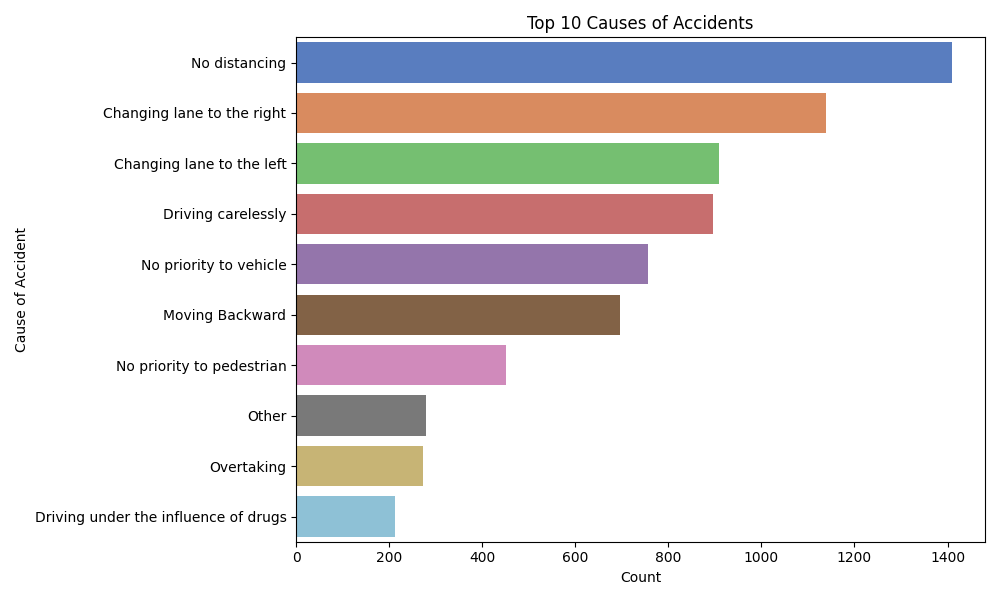 Top 10 Causes of Accidents
Cause of Accident
No distancing
Changing lane to the right
Changing lane to the left
Driving carelessly
No priority to vehicle
Moving Backward
No priority to pedestrian
Other
Overtaking
Driving under the influence of drugs
0 200 400 600 800 1000 1200 1400
Count